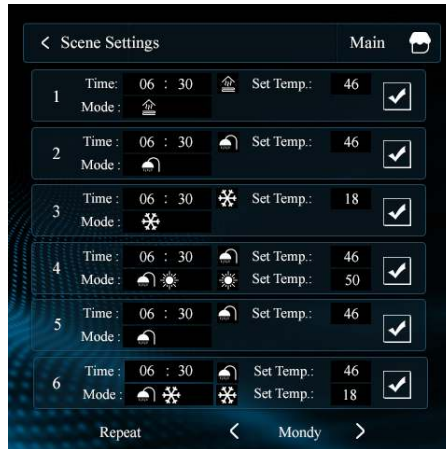 Scene Settings Main
1 Time: 06 : 30 Set Temp.: 46
Mode :
2 Time : 06 : 30 Set Temp.: 46
Mode :
3 Time : 06 : 30 Set Temp.: 18
Mode :
4 Time : 06 : 30 Set Temp.: 46
Mode : Set Temp.: 50
5 Time : 06 : 30 Set Temp.: 46
Mode :
6 Time : 06 : 30 Set Temp.: 46
Mode : Set Temp.: 18
Repeat Mondy